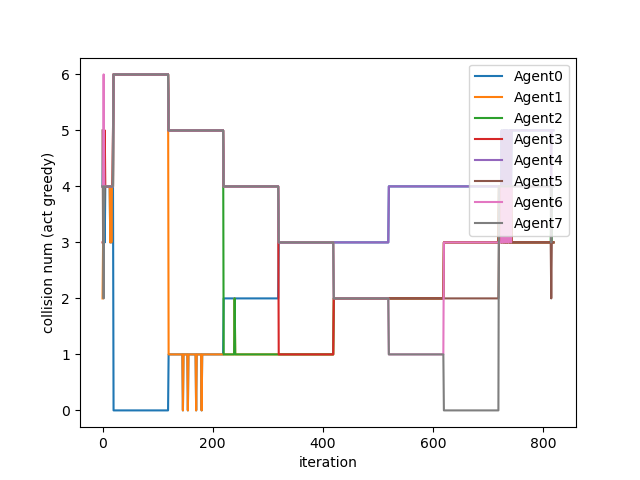 6
5
4
3
2
1
0
collision num (act greedy)
0
200
400
600
800
iteration
Agent0
Agent1
Agent2
Agent3
Agent4
Agent5
Agent6
Agent7